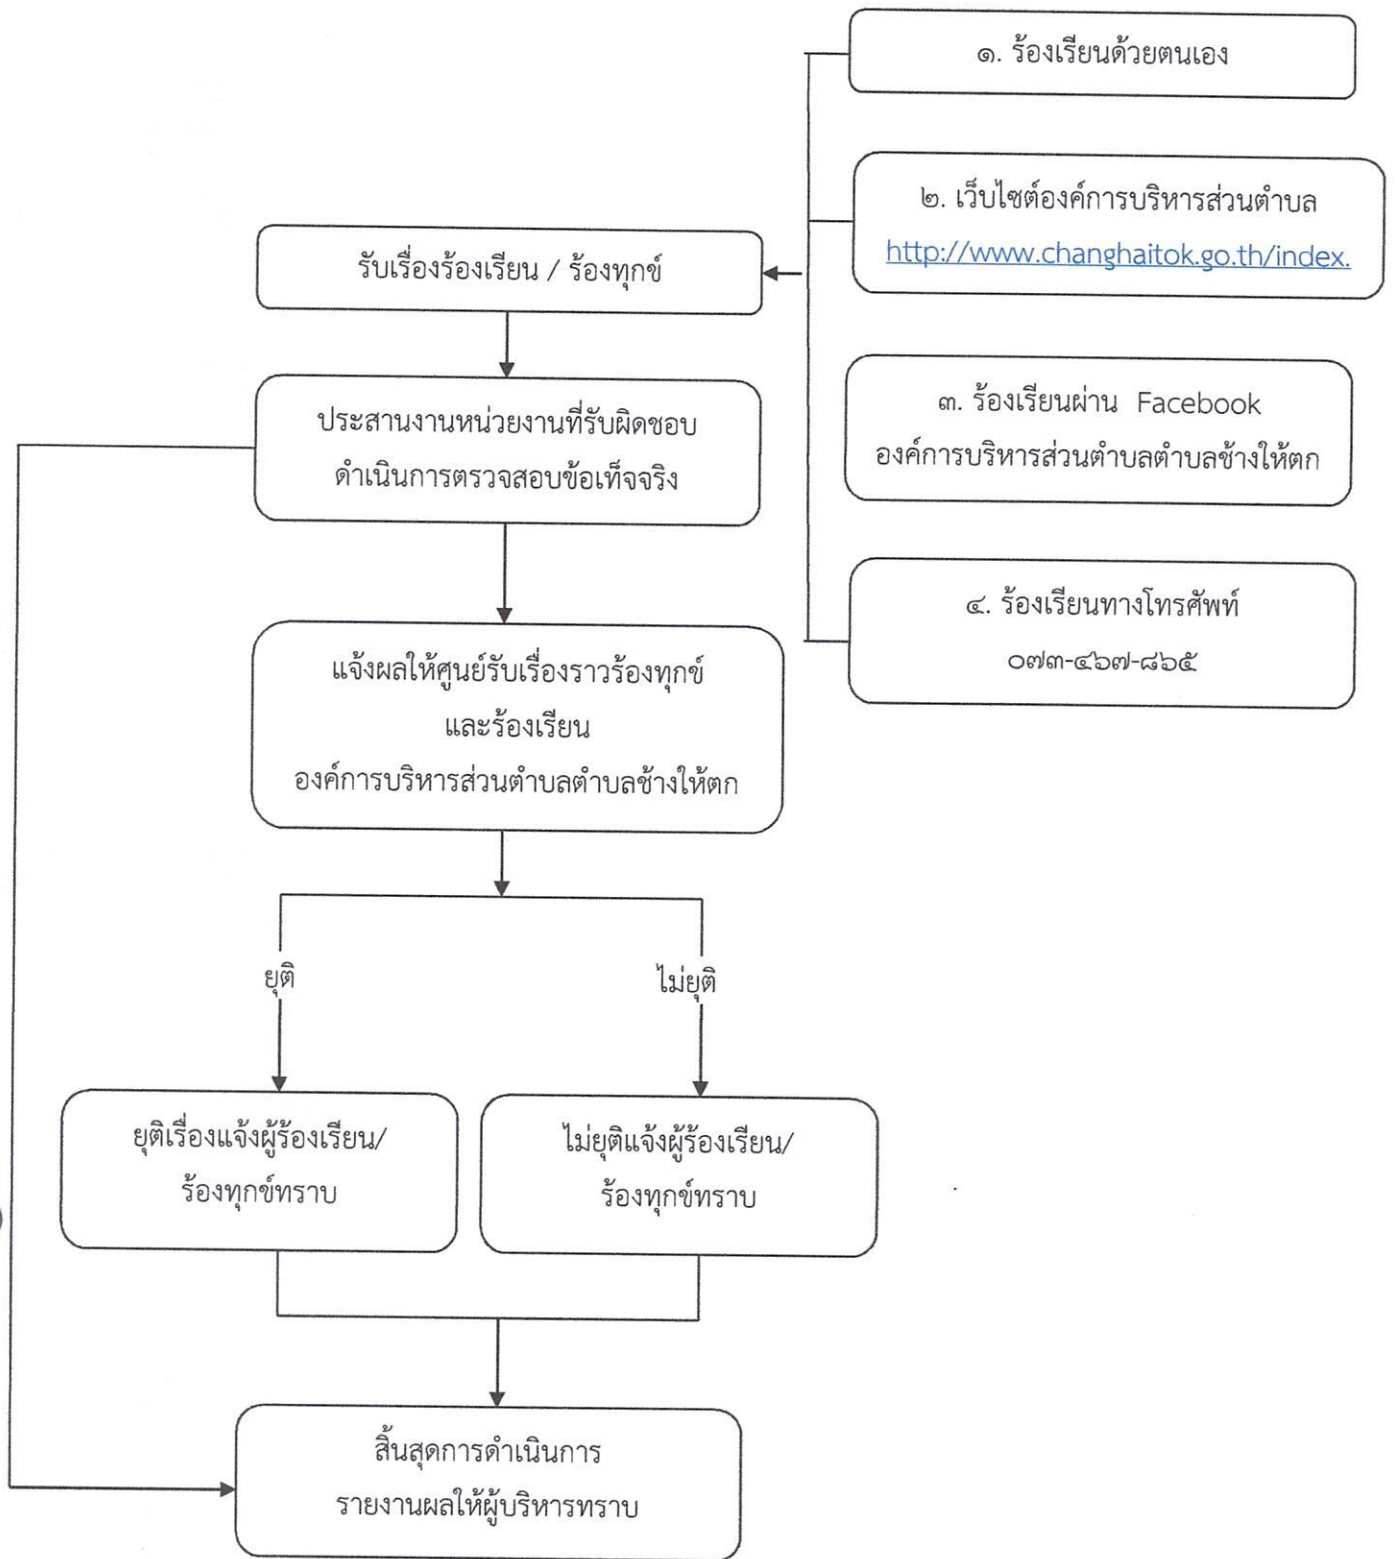 ๑. ร้องเรียนด้วยตนเอง
๒. เว็บไซต์องค์การบริหารส่วนตำบล
http://www.changhaitok.go.th/index.
รับเรื่องร้องเรียน / ร้องทุกข์
๓. ร้องเรียนผ่าน Facebook
องค์การบริหารส่วนตำบลตำบลช้างให้ตก
ประสานงานหน่วยงานที่รับผิดชอบ
ดำเนินการตรวจสอบข้อเท็จจริง
๔. ร้องเรียนทางโทรศัพท์
๐๗๓-๔๖๗-๘๖๕
แจ้งผลให้ศูนย์รับเรื่องราวร้องทุกข์
และร้องเรียน
องค์การบริหารส่วนตำบลตำบลช้างให้ตก
ยุติ
ไม่ยุติ
ยุติเรื่องแจ้งผู้ร้องเรียน/
ร้องทุกข์ทราบ
ไม่ยุติแจ้งผู้ร้องเรียน/
ร้องทุกข์ทราบ
สิ้นสุดการดำเนินการ
รายงานผลให้ผู้บริหารทราบ